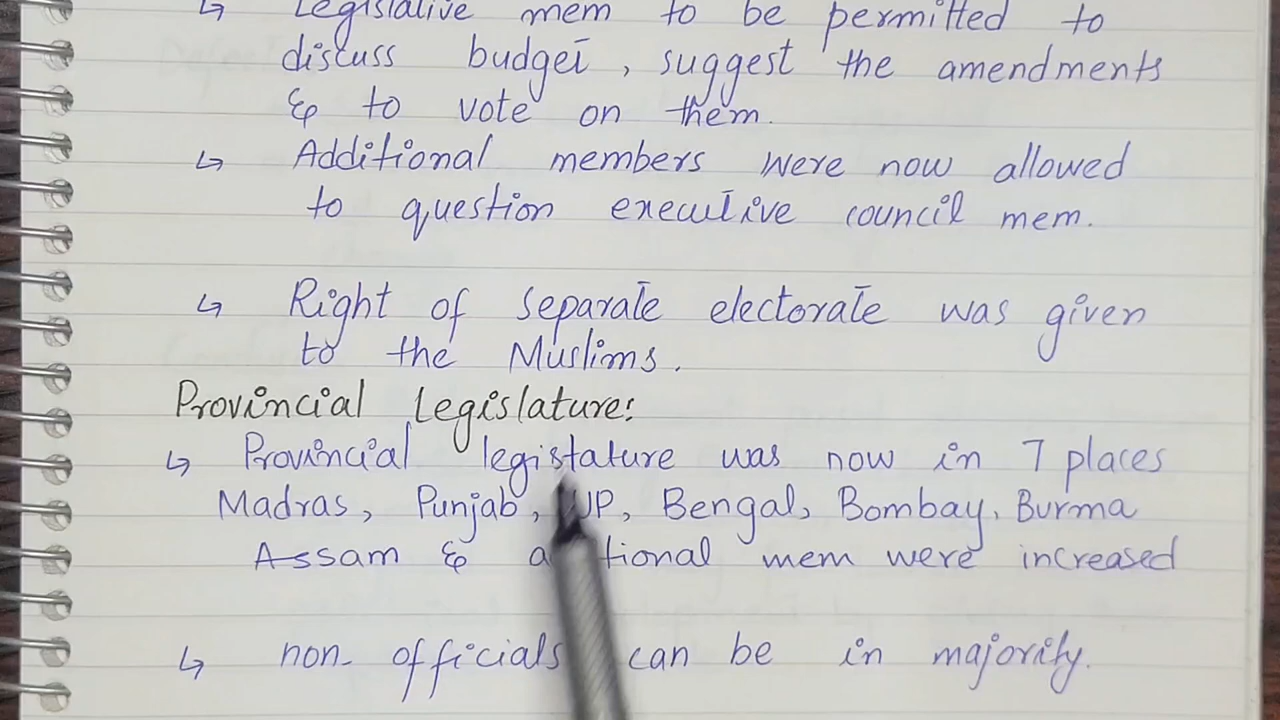 ↳ Legislative mem to be permitted to
discuss budget, suggest the amendments
& to vote on them.
↳ Additional members were now allowed
to question executive council mem.
↳ Right of separate electorate was given
to the Muslims.
Provincial Legislature:
↳ Provincial legistature was now in 7 places
Madras, Punjab, UP, Bengal, Bombay, Burma
Assam & mem were increased
↳ non-officials can be in majority.